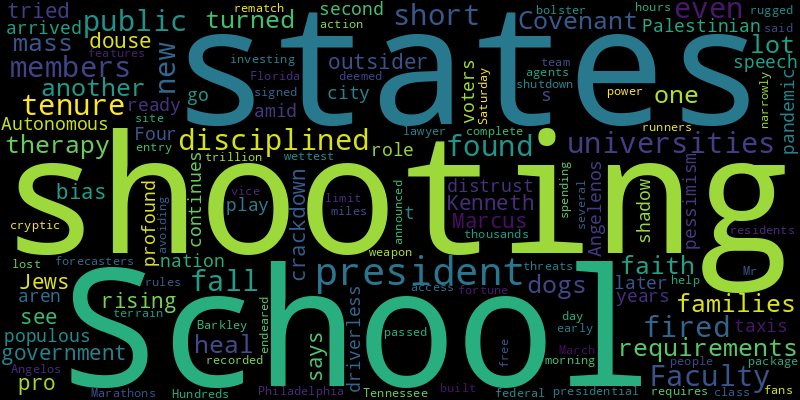 tried rematch action second short Covenant bolster hours rugged even
arrived public turned members Palestinian said
mass douse states lot
features outsider voters Saturday speech
members another new investing Florida deemed team agents shutdown narrowly
tenure ready amid signed city go s power one pandemic
Autonomous Four site disciplined lawyer complete found runners universities
therapy entry trillion wettest role
shooting
bias profound vice play continues crackdown limit miles announced t distrust Kenneth Marcus thousands spending several Angelenos shadow pessimism residents
cryptic avoiding nation weapon Mr
lost forecasters president threats faith
Jews rules fall access fortune dogs later help
aren rising terrain School years families
see Barkley endeared driverless passed day early fired taxis
populous heal recorded says free March morning requirements
government Angelos people package
pro Marathons Hundreds Philadelphia Tennessee built federal presidential requires Faculty class fans